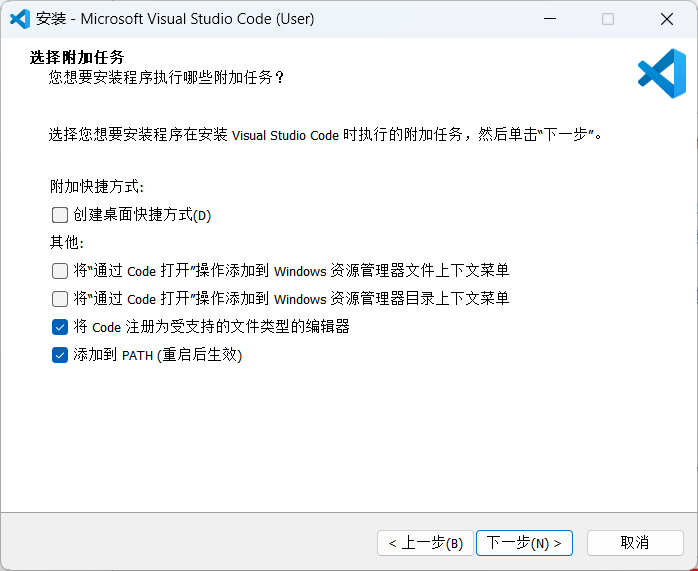 安装 - Microsoft Visual Studio Code (User)
选择附加任务
您想要安装程序执行哪些附加任务？
选择您想要安装程序在安装 Visual Studio Code 时执行的附加任务，然后单击“下一步”。
附加快捷方式:
创建桌面快捷方式(D)
其他:
将“通过 Code 打开”操作添加到 Windows 资源管理器文件上下文菜单
将“通过 Code 打开”操作添加到 Windows 资源管理器目录上下文菜单
将 Code 注册为受支持的文件类型的编辑器
添加到 PATH (重启后生效)
< 上一步(B)
下一步(N) >
取消